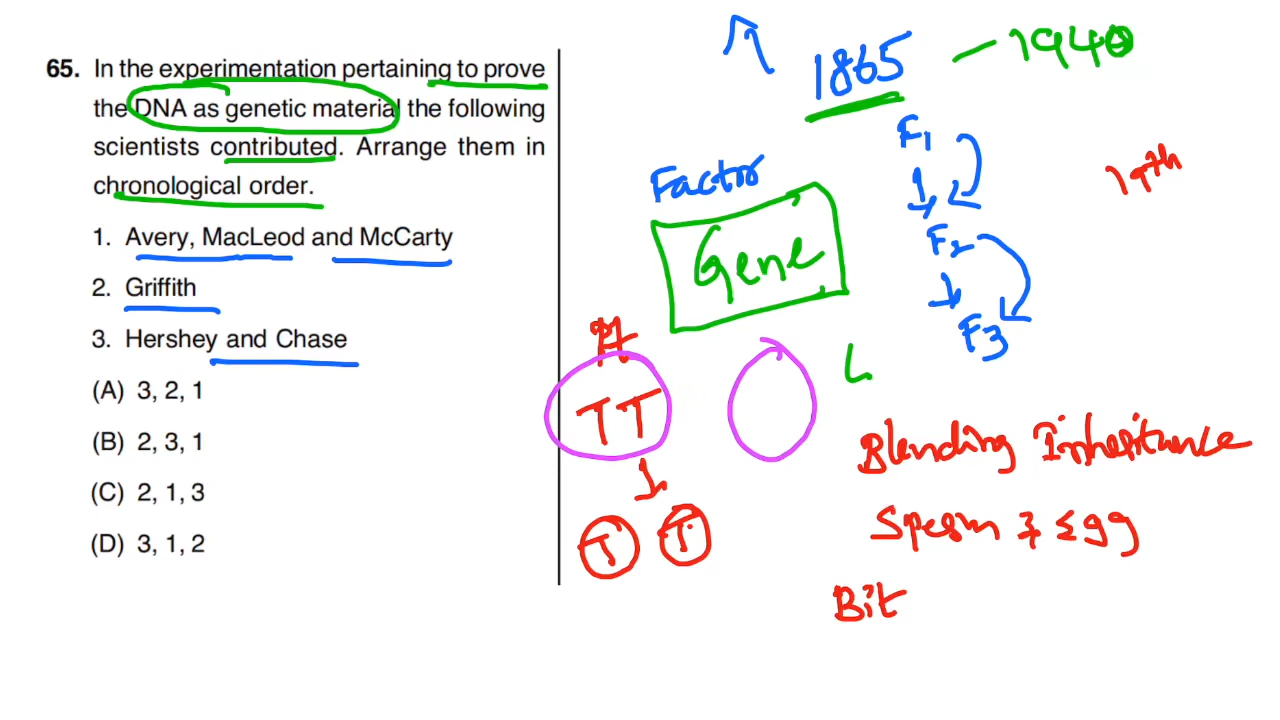 65. In the experimentation pertaining to prove
the DNA as genetic material the following
scientists contributed. Arrange them in
chronological order.
1. Avery, MacLeod and McCarty
2. Griffith
3. Hershey and Chase
(A) 3, 2, 1
(B) 2, 3, 1
(C) 2, 1, 3
(D) 3, 1, 2
1865 - 1940
F1
Factor
19th
F2
Gene
F3
TT
Blending Inheritance
T T
Sperm & Egg
Bit